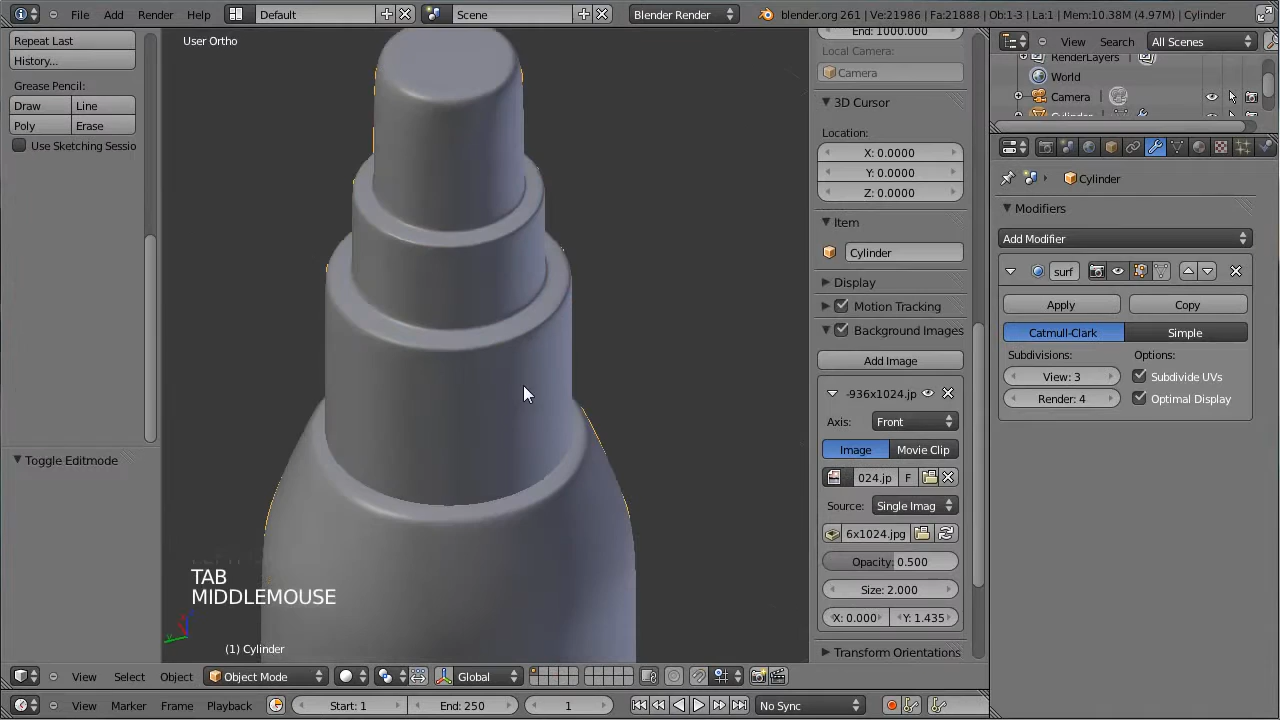 File Add Render Help Default Scene Blender Render blender.org 261 | Ve:21986 | Fa:21888 | Ob:1-3 | La:1 | Mem:10.38M (4.97M) | Cylinder
Repeat Last
History...
Grease Pencil:
Draw Line
Poly Erase
Use Sketching Sessio
Toggle Editmode
User Ortho
TAB
MIDDLEMOUSE
(1) Cylinder
End: 1000.000
Local Camera:
Camera
3D Cursor
Location:
X: 0.0000
Y: 0.0000
Z: 0.0000
Item
Cylinder
Display
Motion Tracking
Background Images
Add Image
-936x1024.jp
Axis: Front
Image Movie Clip
024.jp F
Source: Single Imag
6x1024.jpg
Opacity: 0.500
Size: 2.000
X: 0.000 Y: 1.435
Transform Orientations
View Search All Scenes
RenderLayers
World
Camera
Cylinder
Cylinder
Modifiers
Add Modifier
surf
Apply Copy
Catmull-Clark Simple
Subdivisions: Options:
View: 3 Subdivide UVs
Render: 4 Optimal Display
View Select Object Object Mode Global
View Marker Frame Playback Start: 1 End: 250 1 No Sync